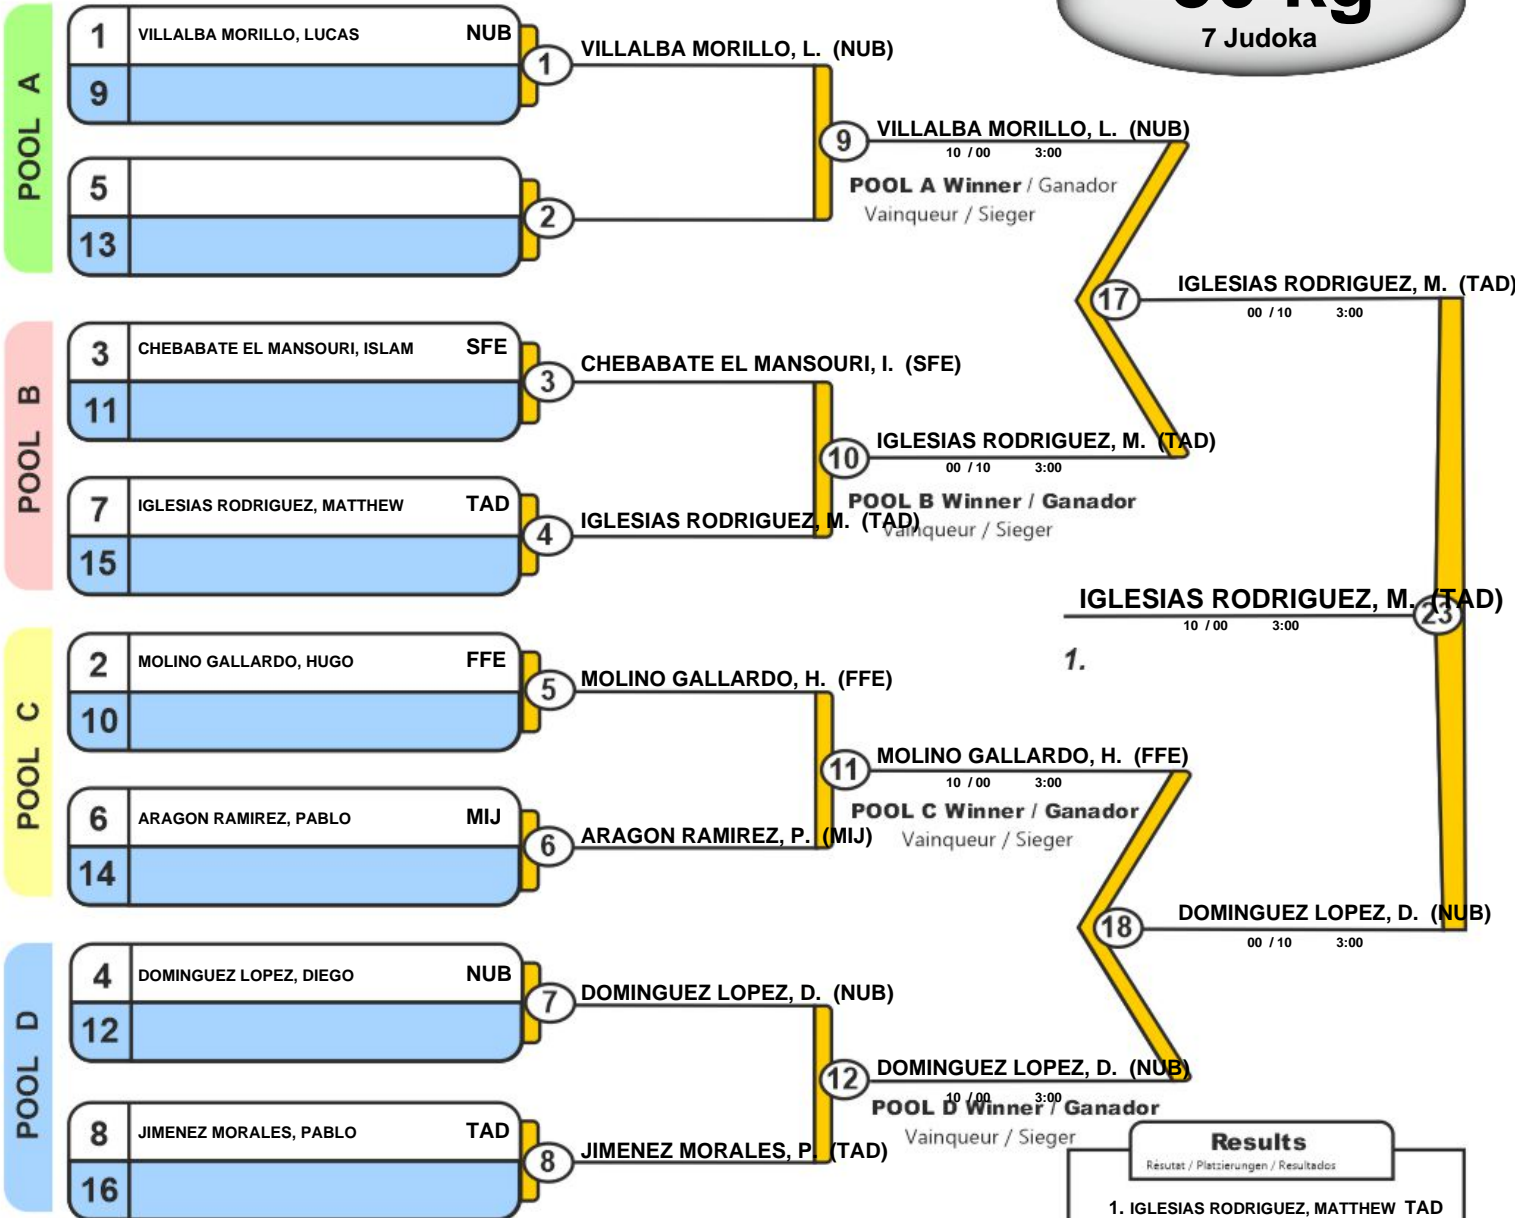 7 Judoka
POOL A
1 VILLALBA MORILLO, LUCAS NUB
9
5
13
1 VILLALBA MORILLO, L. (NUB)
2
9 VILLALBA MORILLO, L. (NUB)
10 / 00 3:00
POOL A Winner / Ganador
Vainqueur / Sieger
POOL B
3 CHEBABATE EL MANSOURI, ISLAM SFE
11
7 IGLESIAS RODRIGUEZ, MATTHEW TAD
15
3 CHEBABATE EL MANSOURI, I. (SFE)
4 IGLESIAS RODRIGUEZ, M. (TAD)
10 IGLESIAS RODRIGUEZ, M. (TAD)
00 / 10 3:00
POOL B Winner / Ganador
Vainqueur / Sieger
17 IGLESIAS RODRIGUEZ, M. (TAD)
00 / 10 3:00
IGLESIAS RODRIGUEZ, M. (TAD)
23
10 / 00 3:00
1.
POOL C
2 MOLINO GALLARDO, HUGO FFE
10
6 ARAGON RAMIREZ, PABLO MIJ
14
5 MOLINO GALLARDO, H. (FFE)
6 ARAGON RAMIREZ, P. (MIJ)
11 MOLINO GALLARDO, H. (FFE)
10 / 00 3:00
POOL C Winner / Ganador
Vainqueur / Sieger
POOL D
4 DOMINGUEZ LOPEZ, DIEGO NUB
12
8 JIMENEZ MORALES, PABLO TAD
16
7 DOMINGUEZ LOPEZ, D. (NUB)
8 JIMENEZ MORALES, P. (TAD)
12 DOMINGUEZ LOPEZ, D. (NUB)
10 / 00 3:00
POOL D Winner / Ganador
Vainqueur / Sieger
18 DOMINGUEZ LOPEZ, D. (NUB)
00 / 10 3:00
Results
Résutat / Platzierungen / Resultados
1. IGLESIAS RODRIGUEZ, MATTHEW TAD